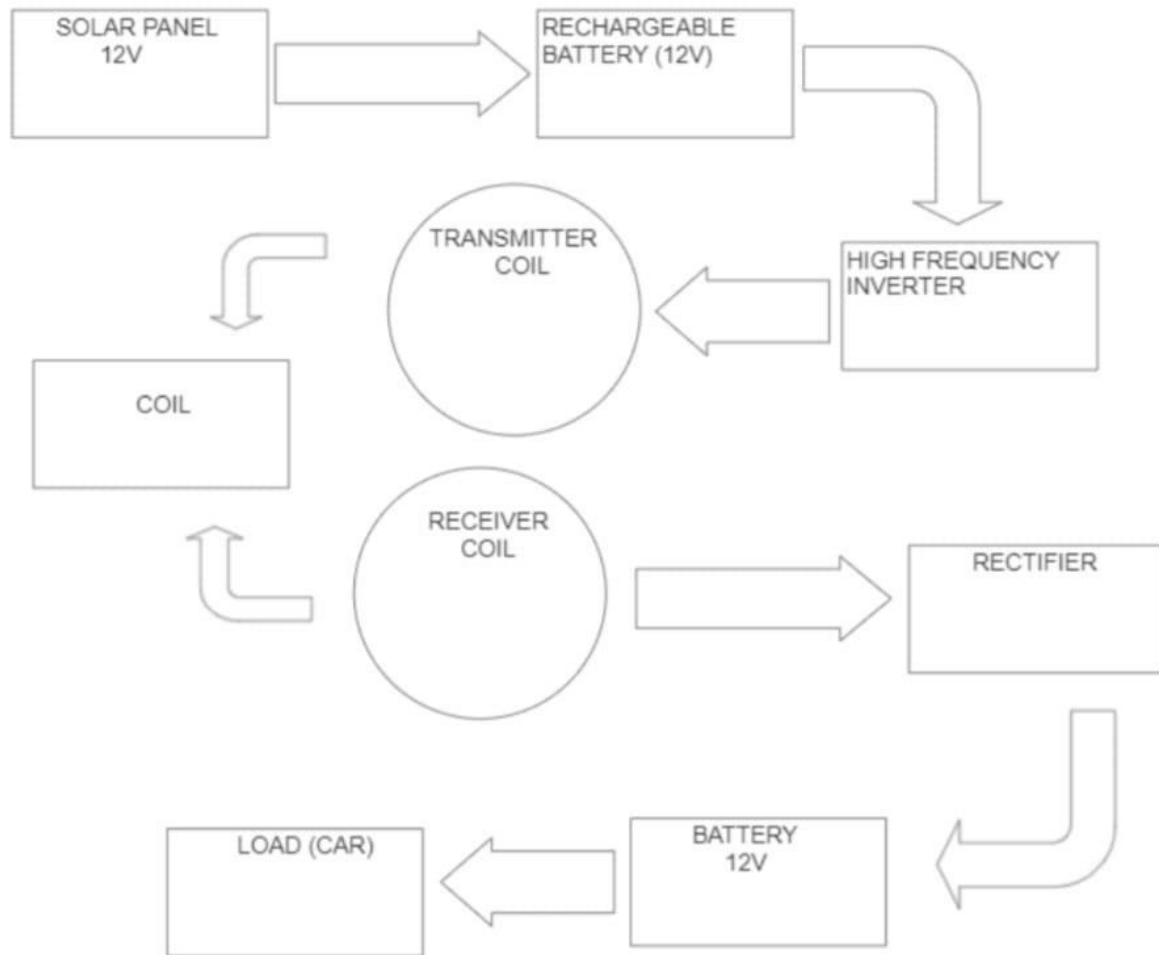 SOLAR PANEL
12V
RECHARGEABLE
BATTERY (12V)
TRANSMITTER
COIL
HIGH FREQUENCY
INVERTER
COIL
RECEIVER
COIL
RECTIFIER
LOAD (CAR)
BATTERY
12V